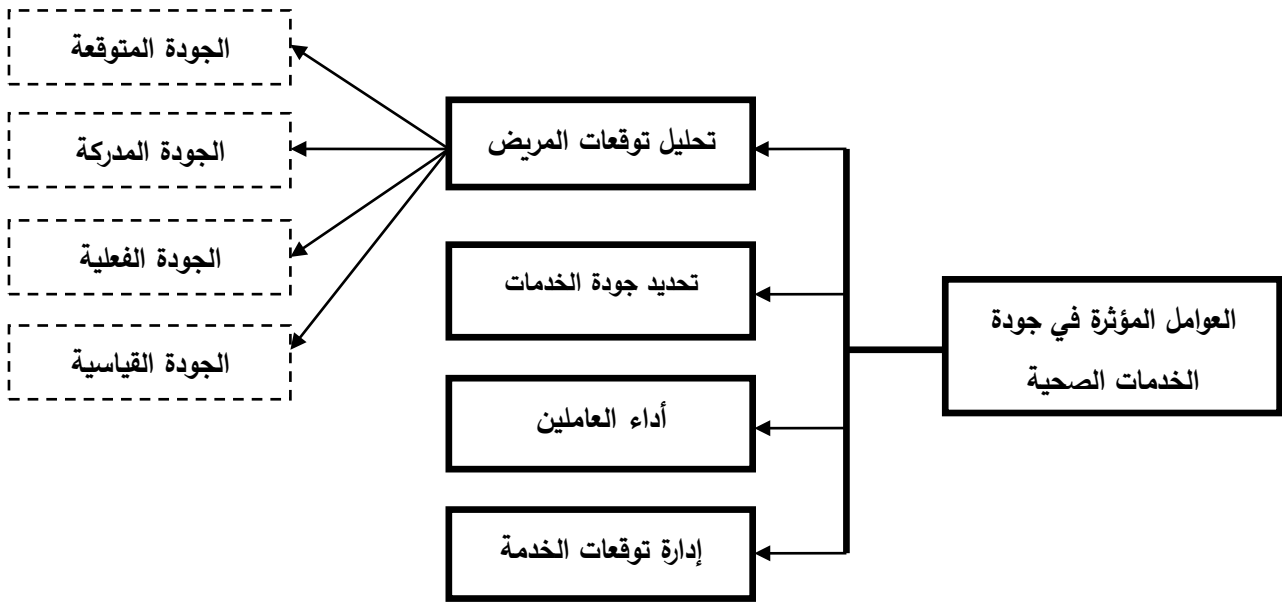 العوامل المؤثرة في جودة
الخدمات الصحية
تحليل توقعات المريض
تحديد جودة الخدمات
أداء العاملين
إدارة توقعات الخدمة
الجودة المتوقعة
الجودة المدركة
الجودة الفعلية
الجودة القياسية